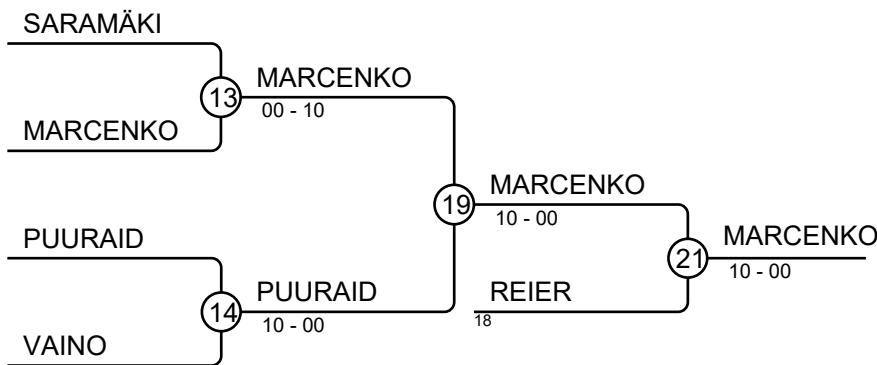 SARAMÄKI
13
MARCENKO
00 - 10
MARCENKO
19
MARCENKO
10 - 00
PUURAID
21
MARCENKO
10 - 00
14
PUURAID
10 - 00
REIER
18
VAINO